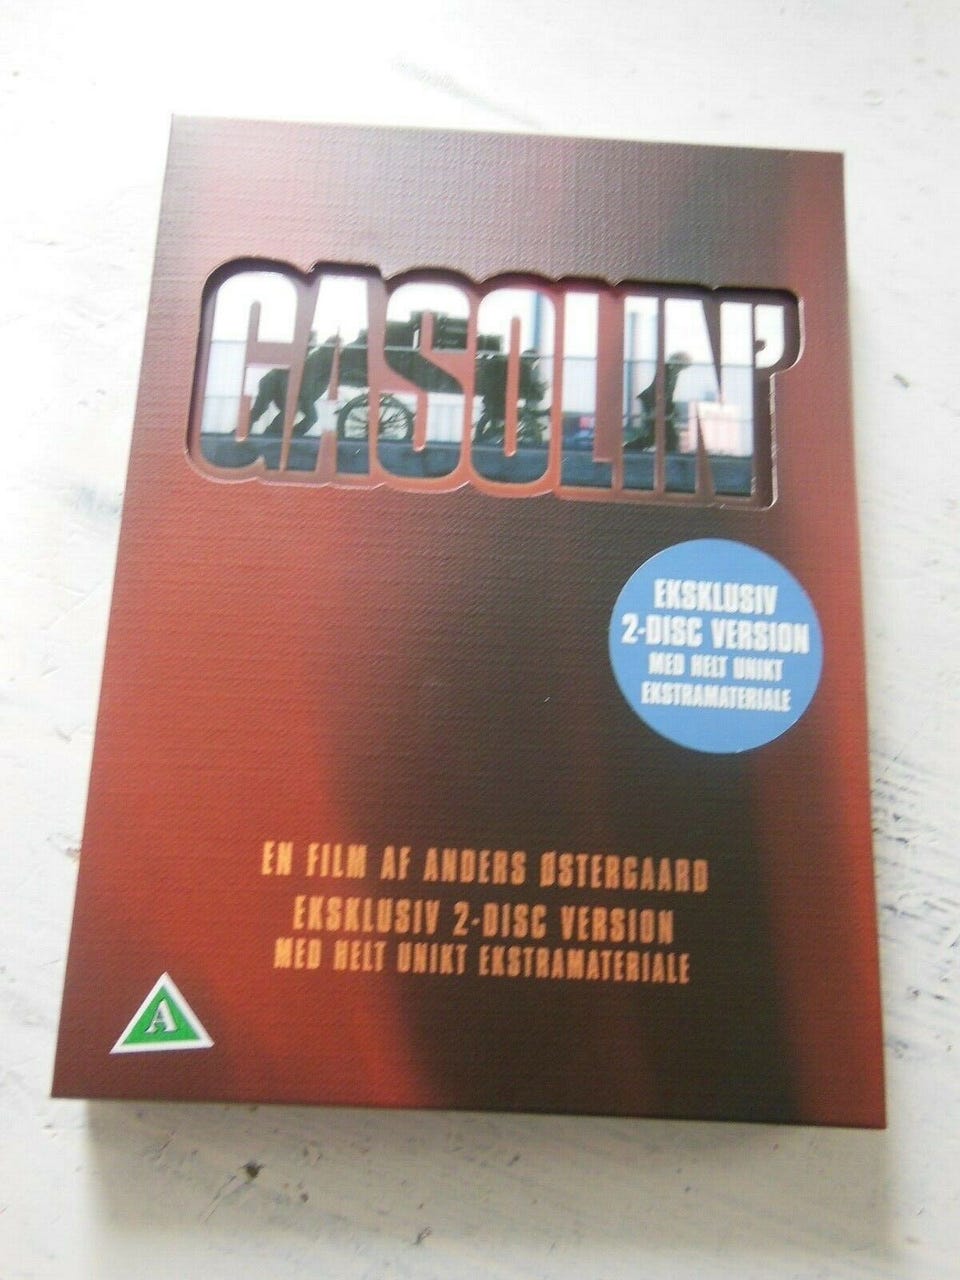 GASOLIN'
EKSKLUSIV
2-DISC VERSION
MED HELT UNIKT
EKSTRAMATERIALE
EN FILM AF ANDERS ØSTERGAARD
EKSKLUSIV 2-DISC VERSION
MED HELT UNIKT EKSTRAMATERIALE
A